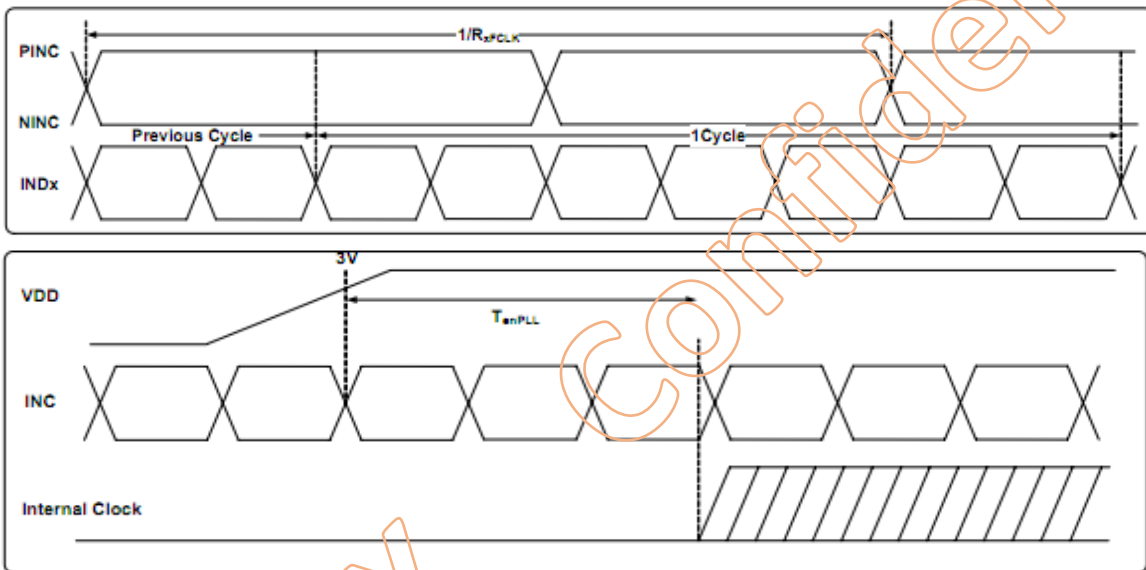 1/RxFCLK
PINC
NINC
Previous Cycle
1Cycle
INDx
3V
VDD
TenPLL
INC
Internal Clock